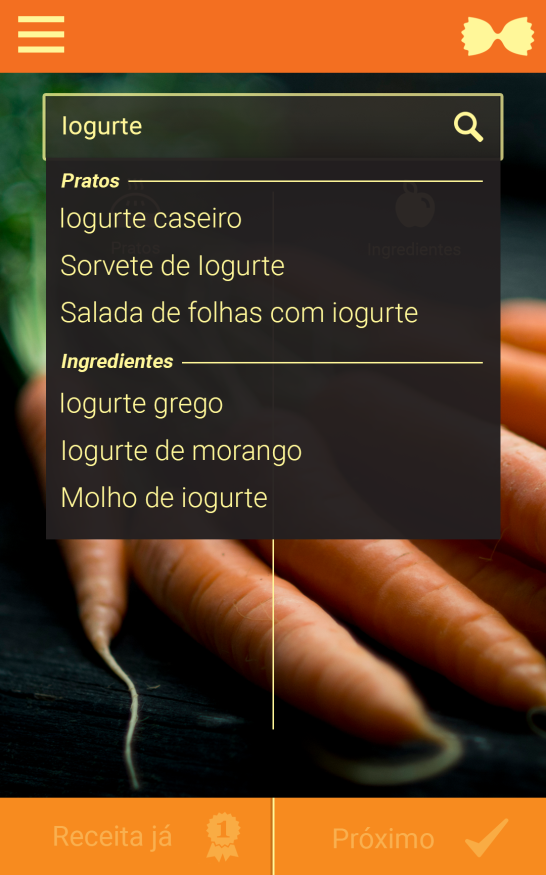 Iogurte
Pratos
Iogurte caseiro
Pratos
Ingredientes
Sorvete de Iogurte
Salada de folhas com iogurte
Ingredientes
Iogurte grego
Iogurte de morango
Molho de iogurte
Receita já
1
Próximo